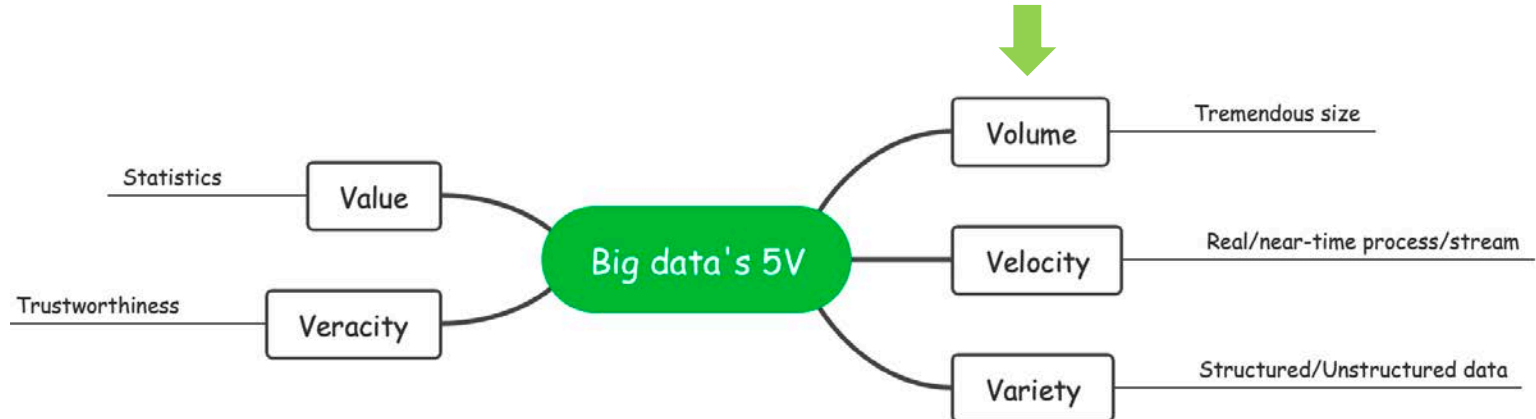 Big data's 5V
Volume
Tremendous size
Velocity
Real/near-time process/stream
Variety
Structured/Unstructured data
Value
Statistics
Veracity
Trustworthiness